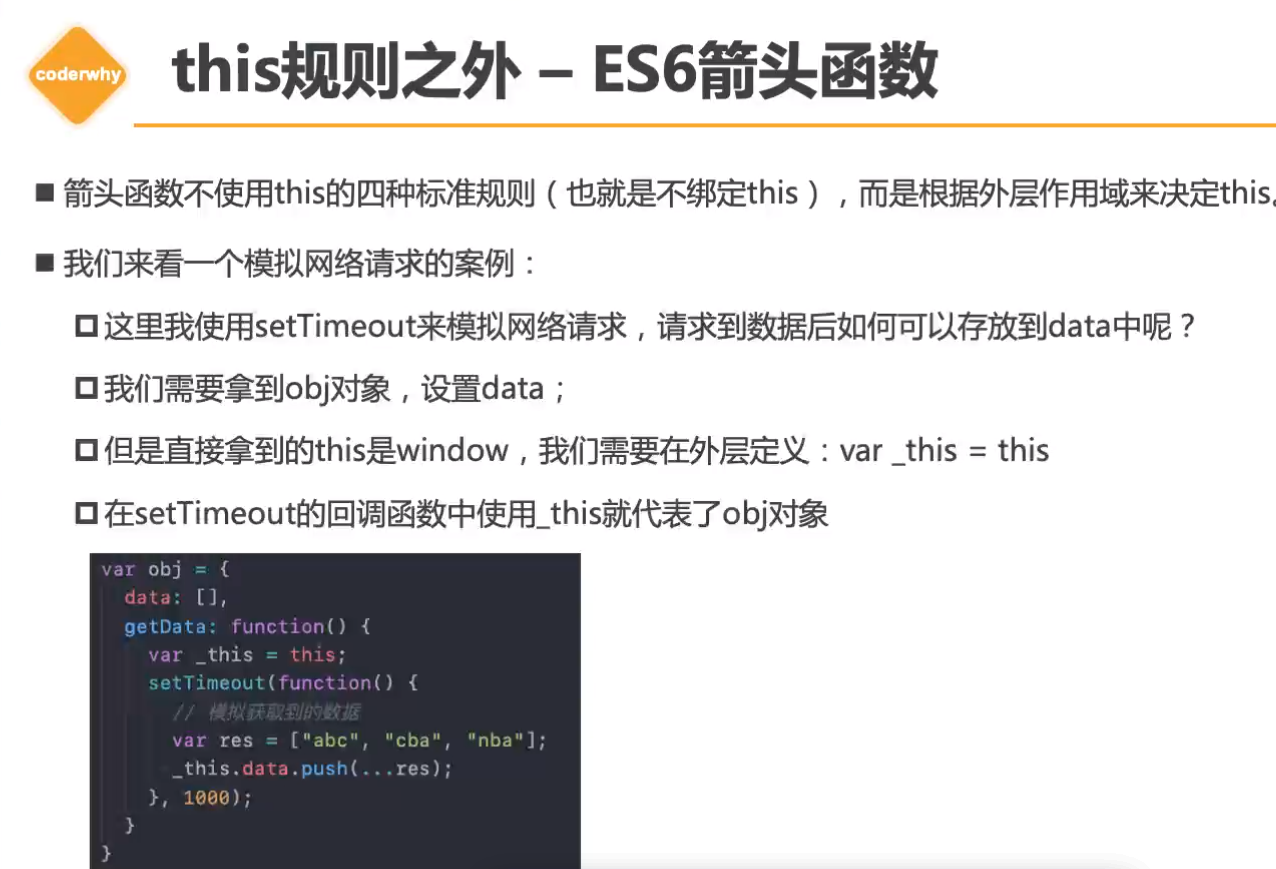 coderwhy
this规则之外 – ES6箭头函数
箭头函数不使用this的四种标准规则（也就是不绑定this），而是根据外层作用域来决定this。
我们来看一个模拟网络请求的案例：
这里我使用setTimeout来模拟网络请求，请求到数据后如何可以存放到data中呢？
我们需要拿到obj对象，设置data；
但是直接拿到的this是window，我们需要在外层定义：var _this = this
在setTimeout的回调函数中使用_this就代表了obj对象
var obj = {
data: [],
getData: function() {
var _this = this;
setTimeout(function() {
// 模拟获取到的数据
var res = ["abc", "cba", "nba"];
_this.data.push(...res);
}, 1000);
}
}